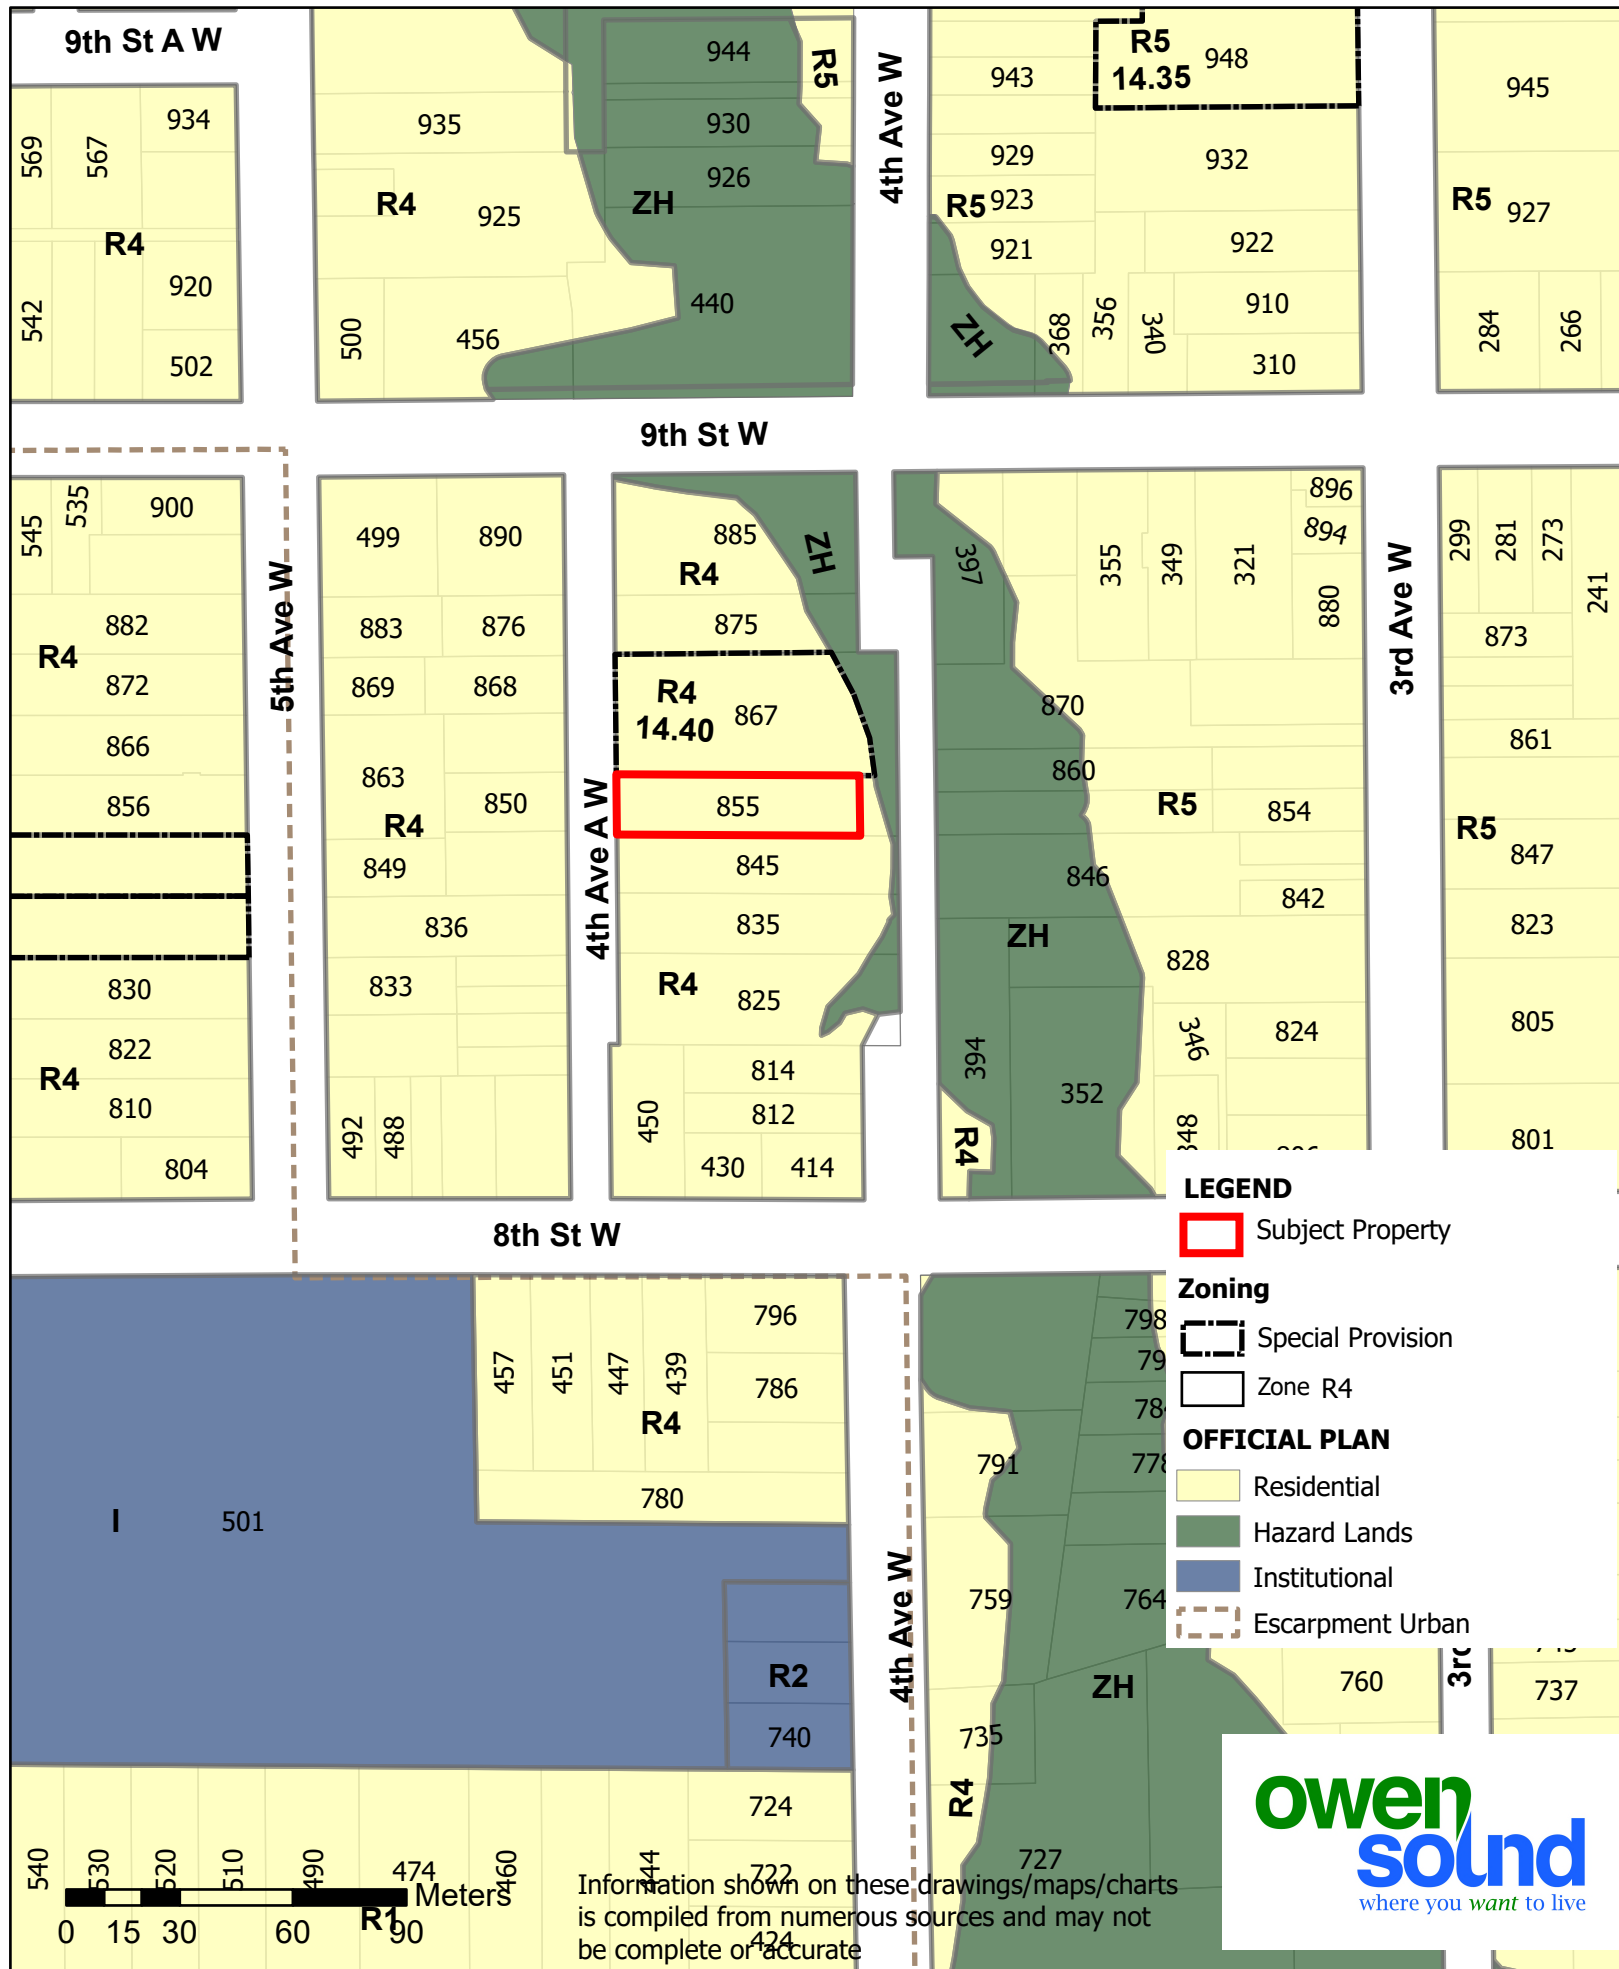 9th St A W
944
R5
4th Ave W
943
R5
14.35
948
945
934
569
567
935
930
929
932
926
R4
925
ZH
R5
923
R5
927
R4
921
922
920
542
500
456
440
ZH
368
356
340
910
284
266
502
310
9th St W
545
535
900
499
890
885
ZH
397
355
349
321
896
894
299
281
273
241
R4
5th Ave W
880
3rd Ave W
882
883
876
875
873
R4
872
869
868
R4
14.40
867
870
866
863
860
861
856
850
855
R5
854
R4
4th Ave A W
R5
849
845
846
847
842
836
835
ZH
823
828
830
833
R4
825
822
394
346
824
805
R4
814
352
810
812
450
492
488
R4
348
801
804
430
414
8th St W
LEGEND
Subject Property
Zoning
Special Provision
Zone R4
OFFICIAL PLAN
Residential
Hazard Lands
Institutional
Escarpment Urban
796
798
457
451
447
439
786
R4
791
778
780
I
501
4th Ave W
759
764
R2
ZH
760
737
740
735
R4
724
540
530
520
510
490
474
460
444
722
727
Meters
R1
0 15 30 60 90
424
Information shown on these drawings/maps/charts
is compiled from numerous sources and may not
be complete or accurate
owen
sound
where you want to live